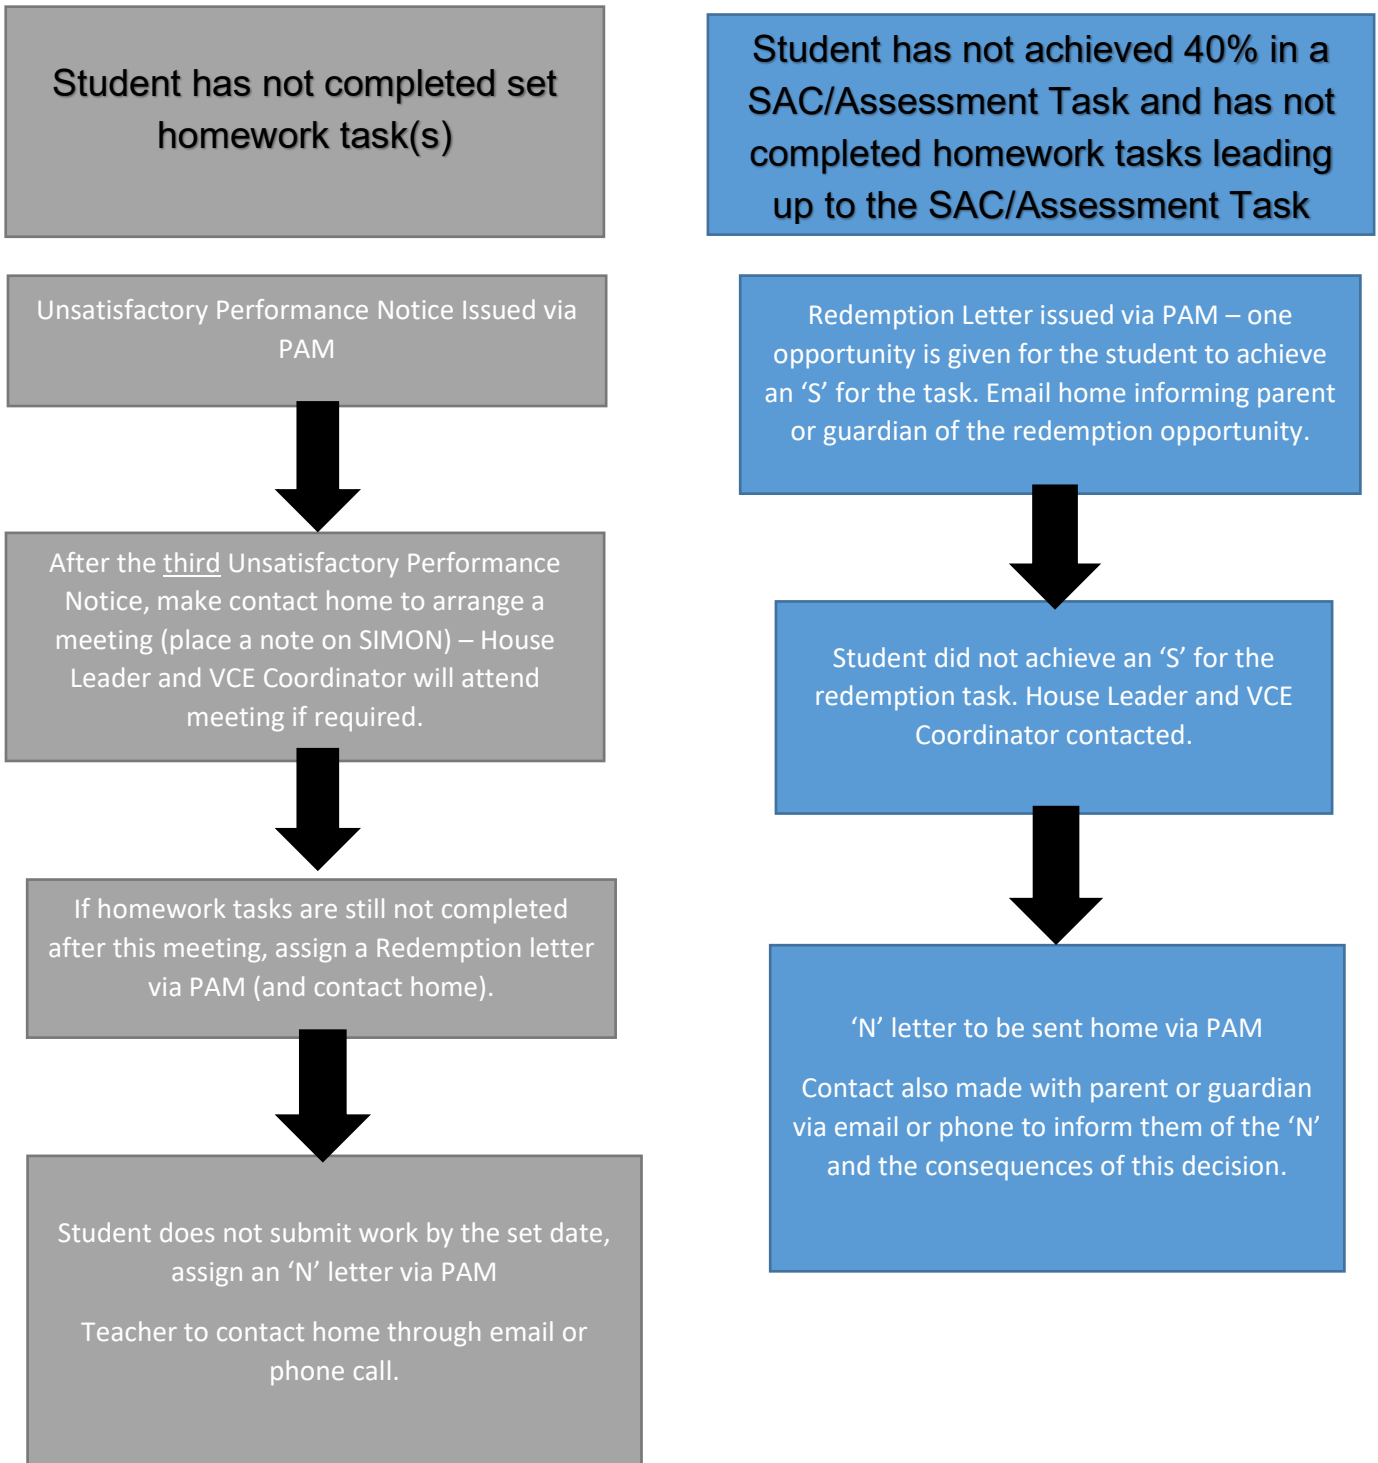 Student has not completed set
homework task(s)
Unsatisfactory Performance Notice Issued via
PAM
After the third Unsatisfactory Performance
Notice, make contact home to arrange a
meeting (place a note on SIMON) – House
Leader and VCE Coordinator will attend
meeting if required.
If homework tasks are still not completed
after this meeting, assign a Redemption letter
via PAM (and contact home).
Student does not submit work by the set date,
assign an ‘N’ letter via PAM
Teacher to contact home through email or
phone call.
Student has not achieved 40% in a
SAC/Assessment Task and has not
completed homework tasks leading
up to the SAC/Assessment Task
Redemption Letter issued via PAM – one
opportunity is given for the student to achieve
an ‘S’ for the task. Email home informing parent
or guardian of the redemption opportunity.
Student did not achieve an ‘S’ for the
redemption task. House Leader and VCE
Coordinator contacted.
‘N’ letter to be sent home via PAM
Contact also made with parent or guardian
via email or phone to inform them of the ‘N’
and the consequences of this decision.